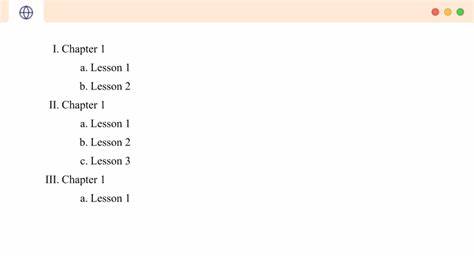 I. Chapter 1
a. Lesson 1
b. Lesson 2
II. Chapter 1
a. Lesson 1
b. Lesson 2
c. Lesson 3
III. Chapter 1
a. Lesson 1